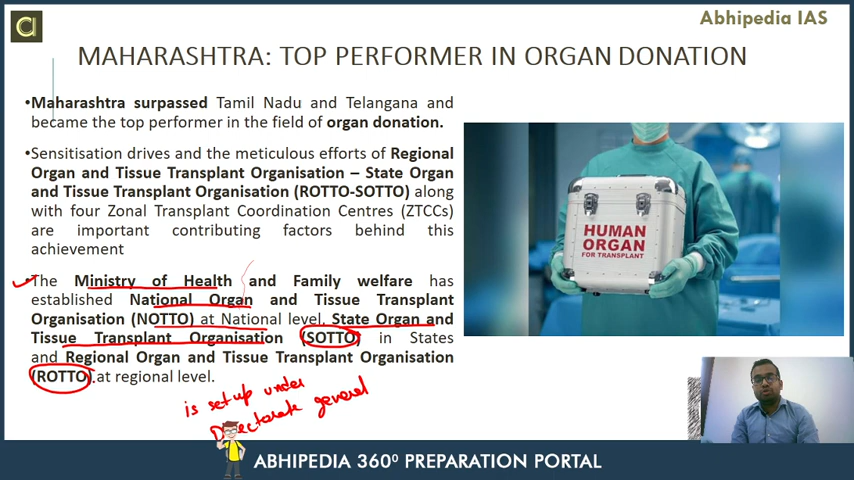 Abhipedia IAS
MAHARASHTRA: TOP PERFORMER IN ORGAN DONATION
•Maharashtra surpassed Tamil Nadu and Telangana and
became the top performer in the field of organ donation.
•Sensitisation drives and the meticulous efforts of Regional
Organ and Tissue Transplant Organisation – State Organ
and Tissue Transplant Organisation (ROTTO-SOTTO) along
with four Zonal Transplant Coordination Centres (ZTCCs)
are important contributing factors behind this
achievement
•The Ministry of Health and Family welfare has
established National Organ and Tissue Transplant
Organisation (NOTTO) at National level, State Organ and
Tissue Transplant Organisation (SOTTO) in States
and Regional Organ and Tissue Transplant Organisation
(ROTTO) at regional level.
is set up under
Directorate general
HUMAN
ORGAN
FOR TRANSPLANT
ABHIPEDIA 360⁰ PREPARATION PORTAL